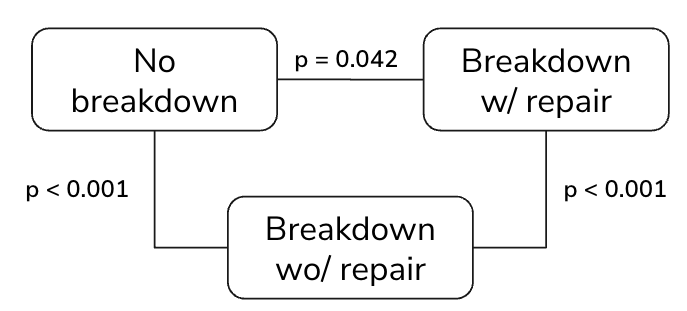 No
breakdown
p = 0.042
Breakdown
w/ repair
p < 0.001
p < 0.001
Breakdown
wo/ repair